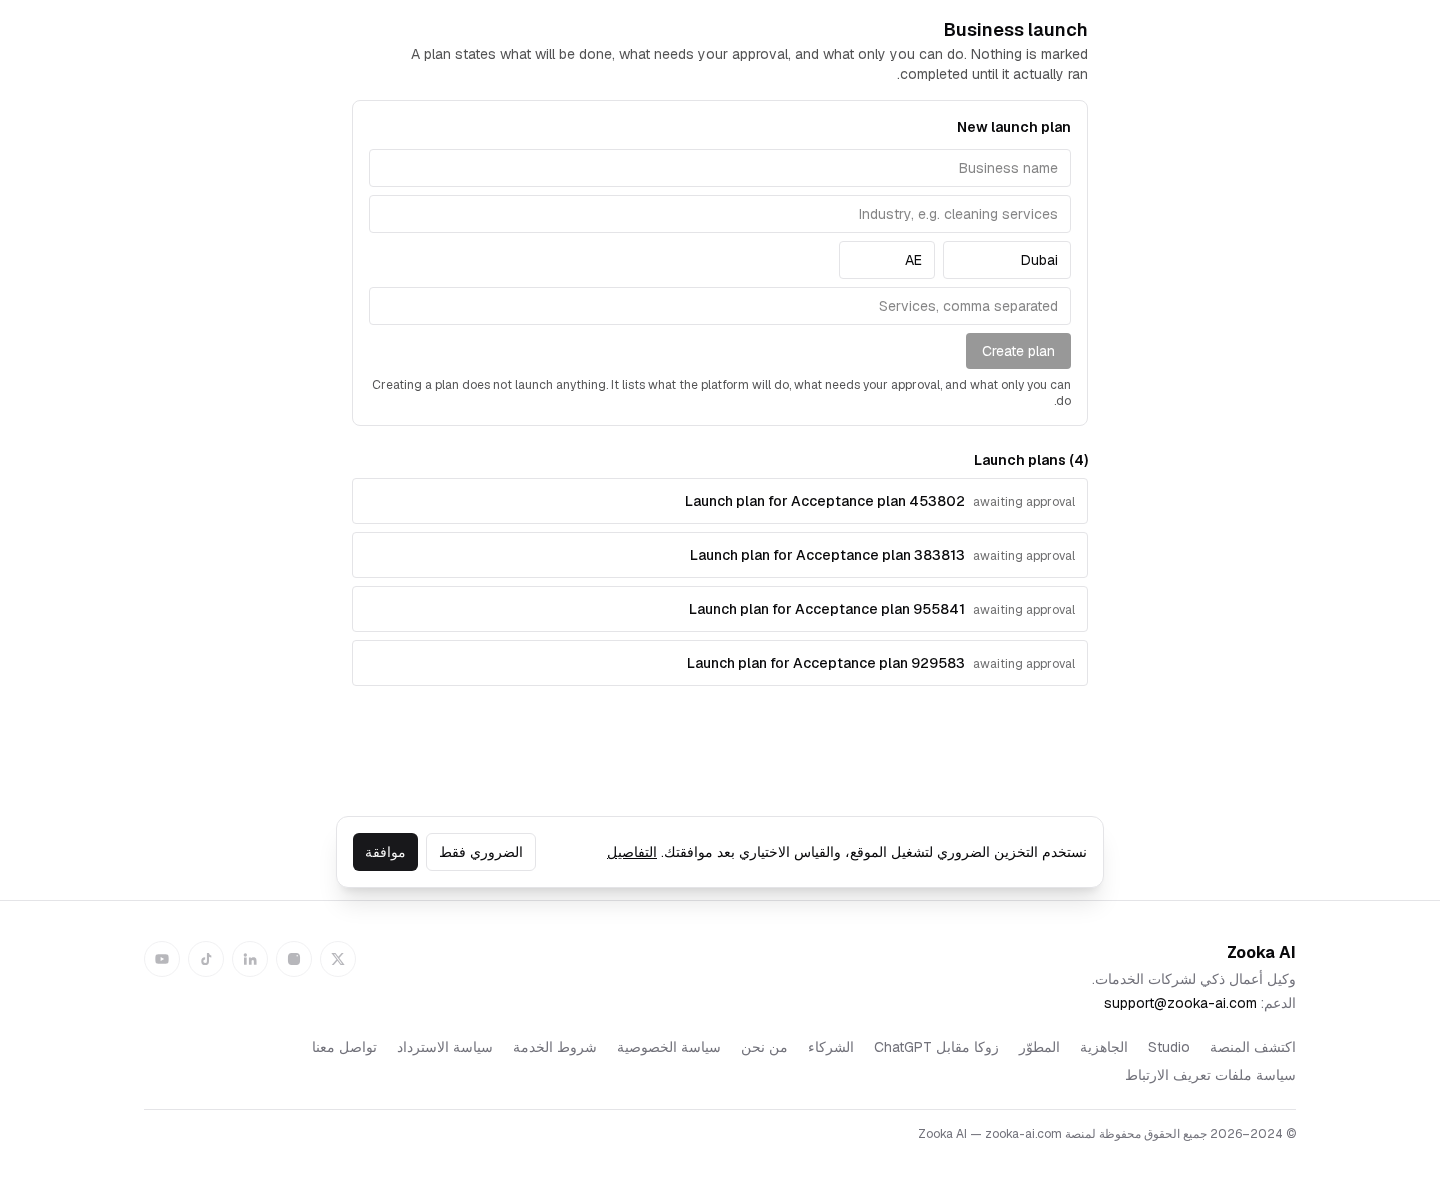 Business launch
A plan states what will be done, what needs your approval, and what only you can do. Nothing is marked
.completed until it actually ran
New launch plan
Business name
Industry, e.g. cleaning services
Dubai
AE
Services, comma separated
Create plan
Creating a plan does not launch anything. It lists what the platform will do, what needs your approval, and what only you can
.do
Launch plans (4)
awaiting approval Launch plan for Acceptance plan 453802
awaiting approval Launch plan for Acceptance plan 383813
awaiting approval Launch plan for Acceptance plan 955841
awaiting approval Launch plan for Acceptance plan 929583
نستخدم التخزين الضروري لتشغيل الموقع، والقياس الاختياري بعد موافقتك. التفاصيل
الضروري فقط
موافقة
Zooka AI
وكيل أعمال ذكي لشركات الخدمات.
الدعم: support@zooka-ai.com
اكتشف المنصة Studio الجاهزية المطوّر زوكا مقابل ChatGPT الشركاء من نحن سياسة الخصوصية شروط الخدمة سياسة الاسترداد تواصل معنا
سياسة ملفات تعريف الارتباط
© 2024–2026 جميع الحقوق محفوظة لمنصة Zooka AI — zooka-ai.com